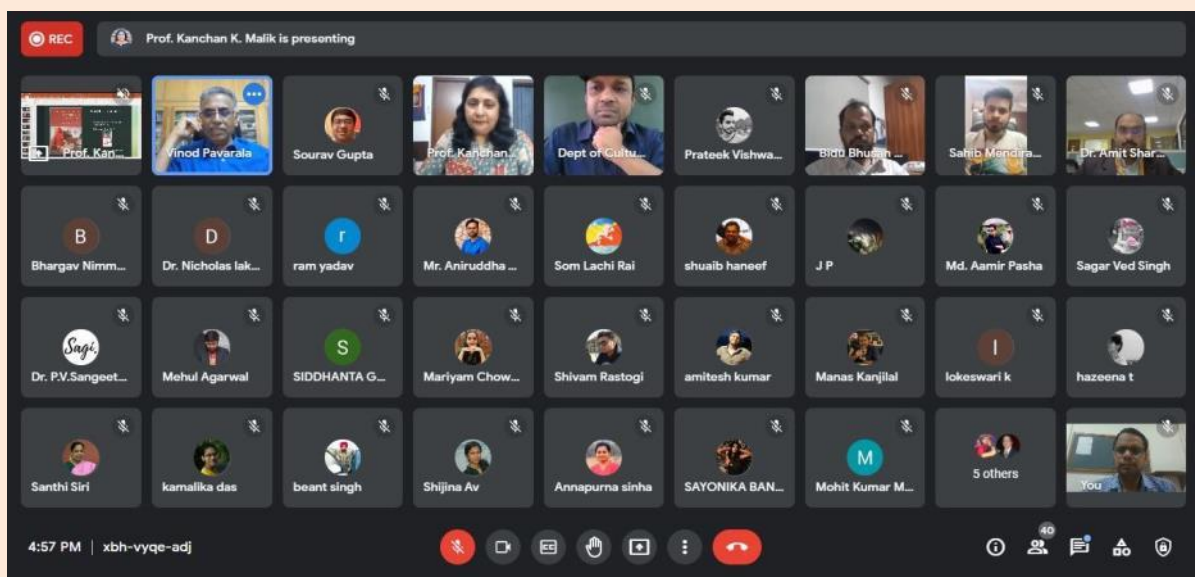 REC
Prof. Kanchan K. Malik is presenting
Prof. Kan...
Vinod Pavarala
Sourav Gupta
Prof. Kanchan...
Dept of Cultu...
Prateek Vishwa...
Bidu Bhusan ...
Sahib Mendira...
Dr. Amit Shar...
B
Bhargav Nimm...
D
Dr. Nicholas lak...
r
ram yadav
Mr. Aniruddha ...
Som Lachi Rai
shuaib haneef
J P
Md. Aamir Pasha
Sagar Ved Singh
Sagi.
Dr. P.V.Sangeet...
Mehul Agarwal
S
SIDDHANTA G...
Mariyam Chow...
Shivam Rastogi
amitesh kumar
Manas Kanjilal
l
lokeswari k
hazeena t
Santhi Siri
kamalika das
beant singh
Shijina Av
Annapurna sinha
SAYONIKA BAN...
M
Mohit Kumar M...
5 others
You
4:57 PM | xbh-vyqe-adj
CC
40